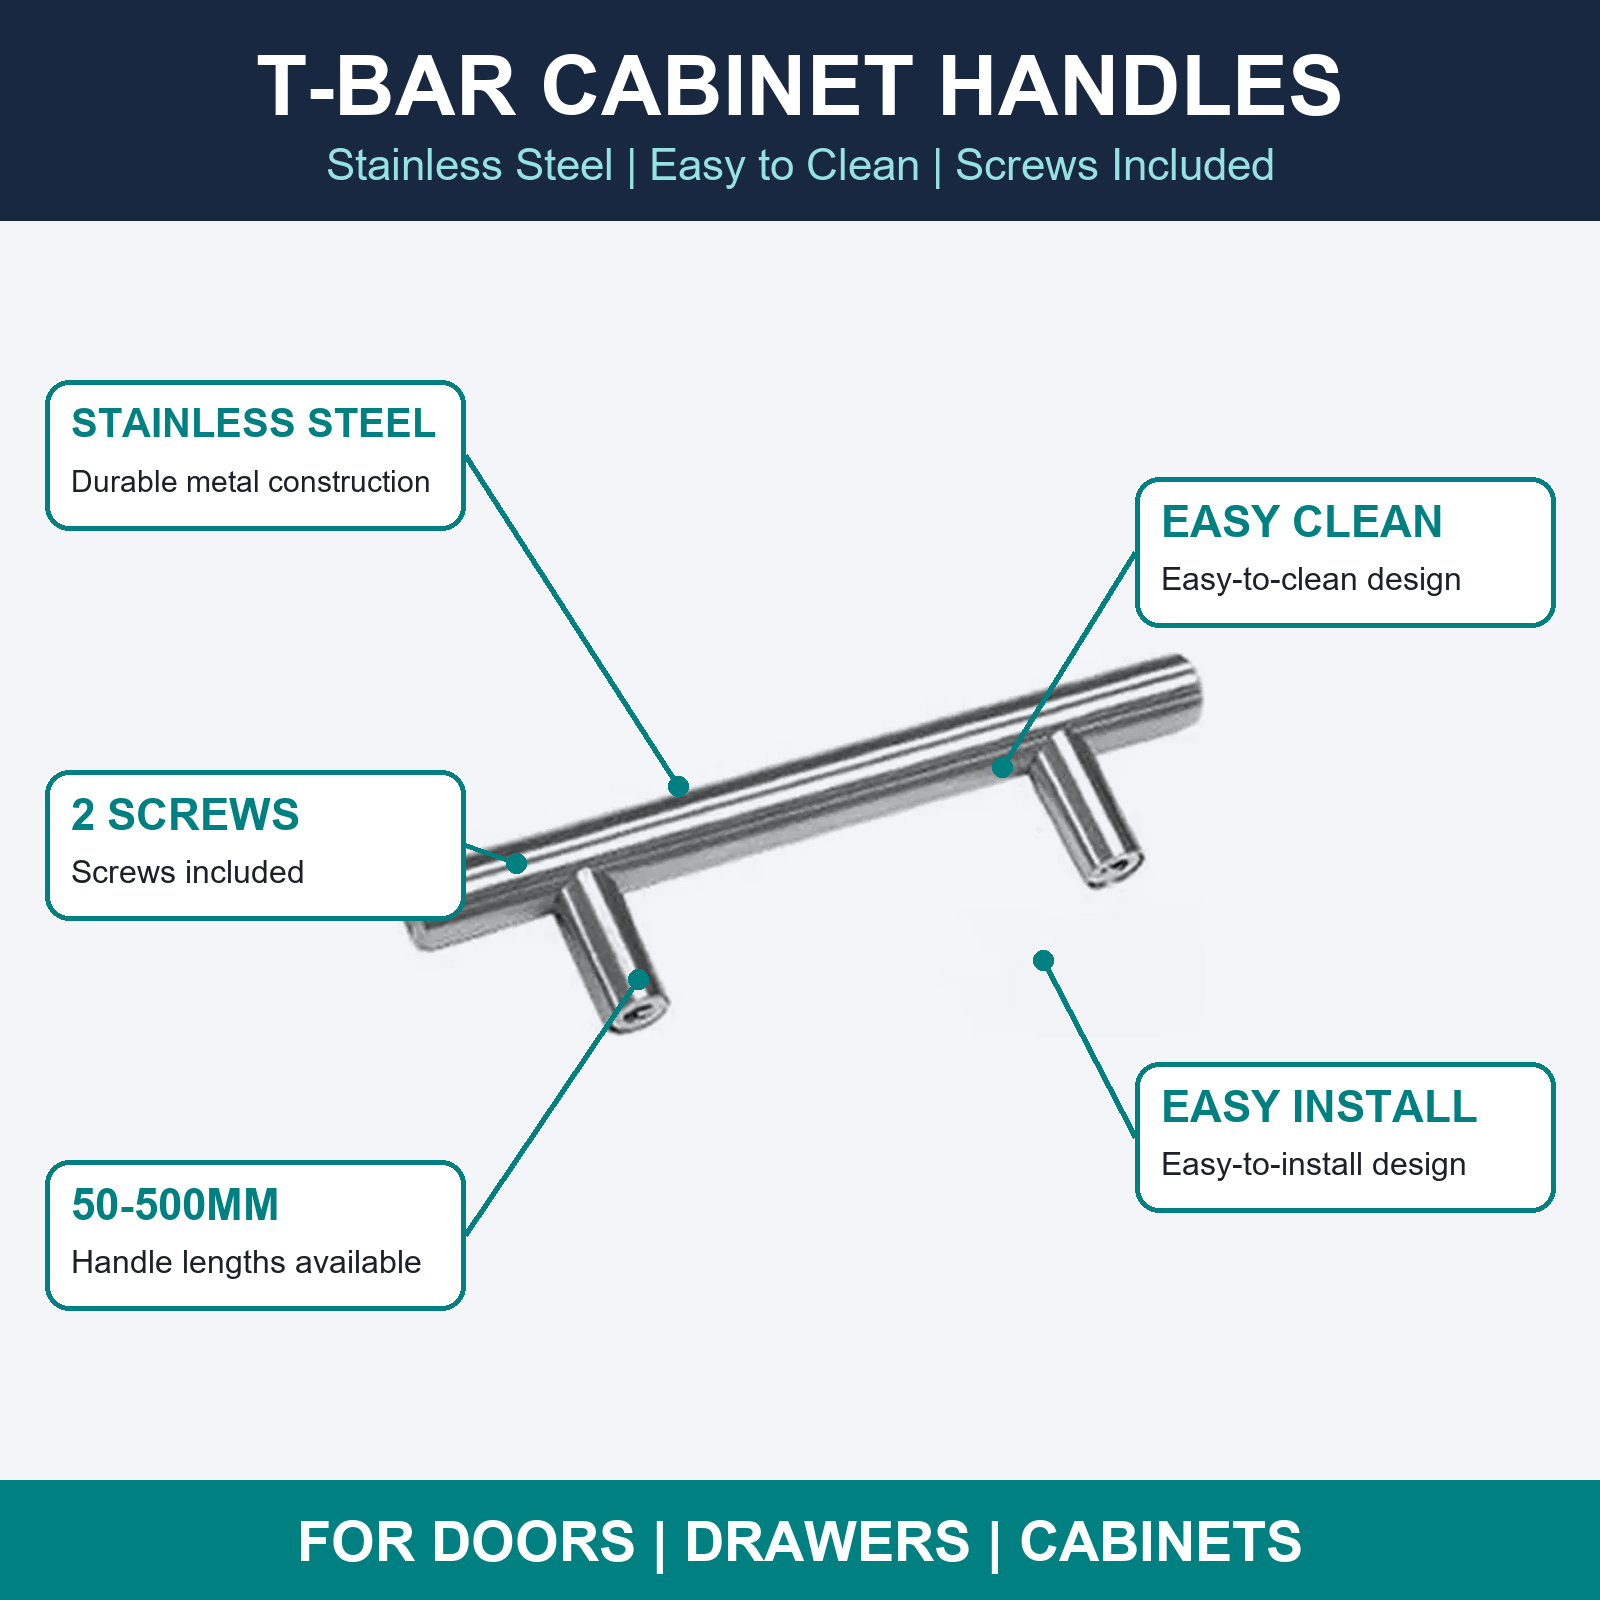 T-BAR CABINET HANDLES
Stainless Steel | Easy to Clean | Screws Included
STAINLESS STEEL
Durable metal construction
EASY CLEAN
Easy-to-clean design
2 SCREWS
Screws included
EASY INSTALL
Easy-to-install design
50-500MM
Handle lengths available
FOR DOORS | DRAWERS | CABINETS